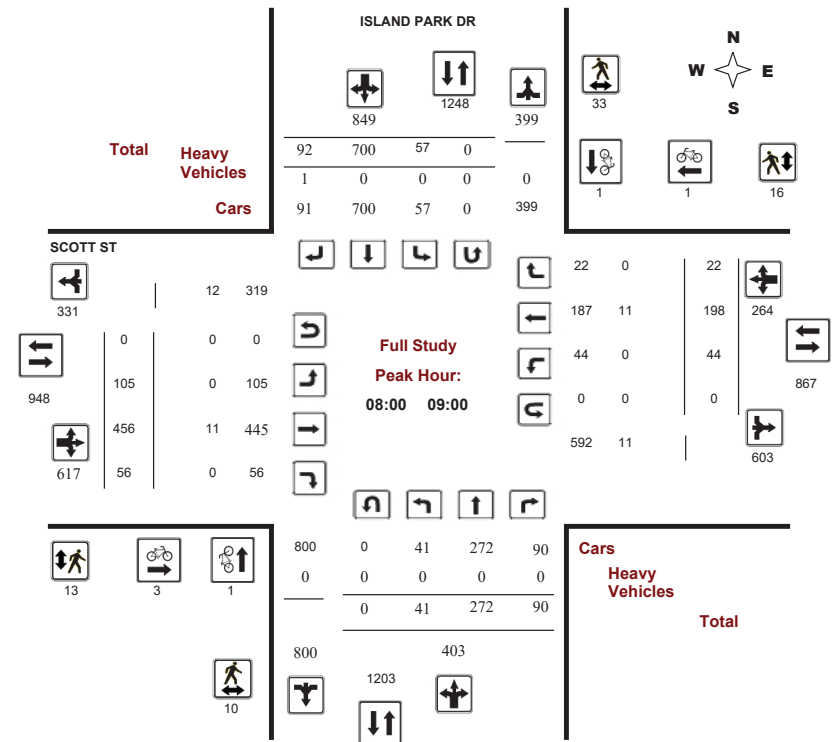 ISLAND PARK DR
N
W E
S
849 1248 399 33
Total Heavy Vehicles
92 700 57 0
1 0 0 0 0
Cars 91 700 57 0 399
1 1 16
SCOTT ST
331 12 319
22 0 22
187 11 198 264
948 0 0 0
Full Study
44 0 44
105 0 105
Peak Hour:
867
08:00 09:00
0 0 0
456 11 445
592 11 603
617 56 0 56
800 0 41 272 90 Cars
13 3 1 0 0 0 0 0 Heavy Vehicles
0 41 272 90 Total
800 403
1203
10